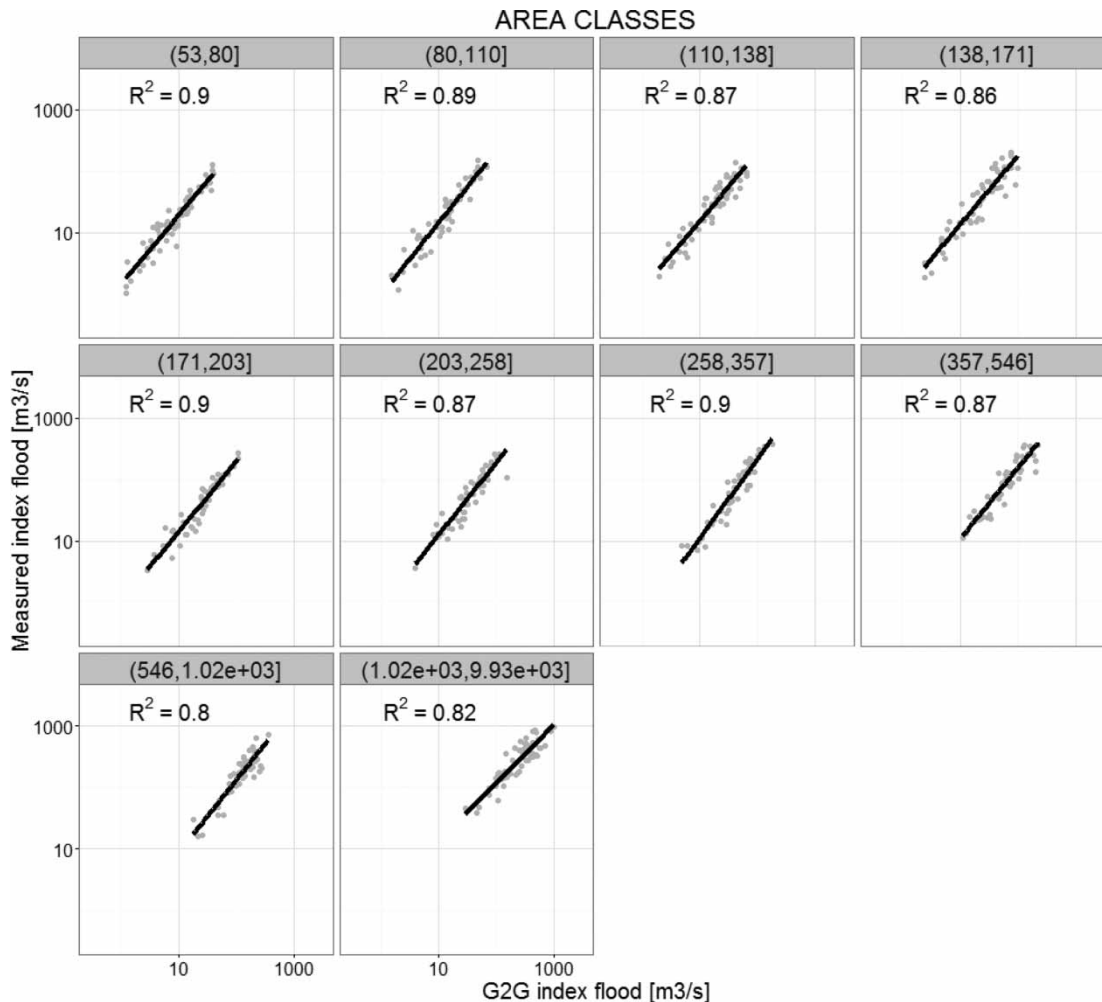 AREA CLASSES
(53,80] (80,110] (110,138] (138,171]
R² = 0.9 R² = 0.89 R² = 0.87 R² = 0.86
1000
10
(171,203] (203,258] (258,357] (357,546]
R² = 0.9 R² = 0.87 R² = 0.9 R² = 0.87
1000
10
Measured index flood [m3/s]
(546,1.02e+03] (1.02e+03,9.93e+03]
R² = 0.8 R² = 0.82
1000
10
10 1000 10 1000
G2G index flood [m3/s]